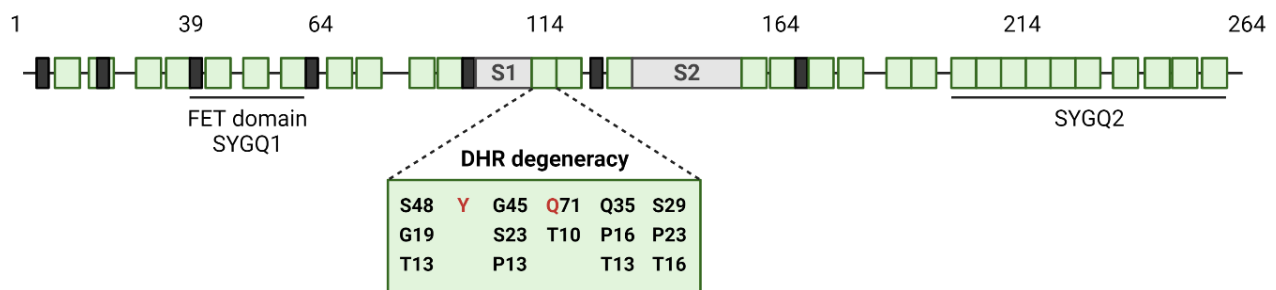 1 39 64 114 164 214 264
S1 S2
FET domain SYGQ2
SYGQ1
DHR degeneracy
S48 Y G45 Q71 Q35 S29
G19 S23 T10 P16 P23
T13 P13 T13 T16